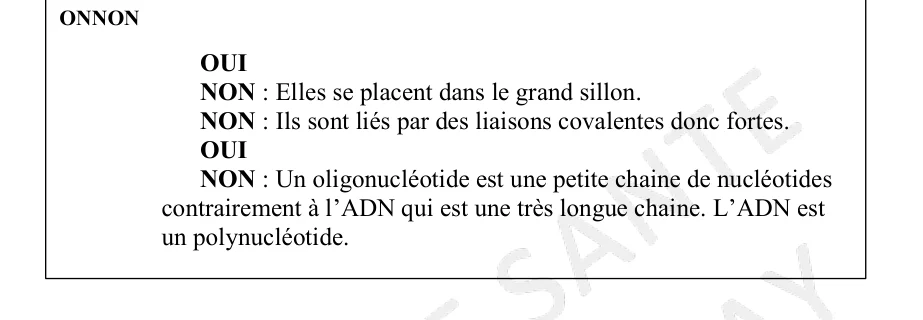 ONNON
OUI
NON : Elles se placent dans le grand sillon.
NON : Ils sont liés par des liaisons covalentes donc fortes.
OUI
NON : Un oligonucléotide est une petite chaine de nucléotides
contrairement à l’ADN qui est une très longue chaine. L’ADN est
un polynucléotide.
SANTE